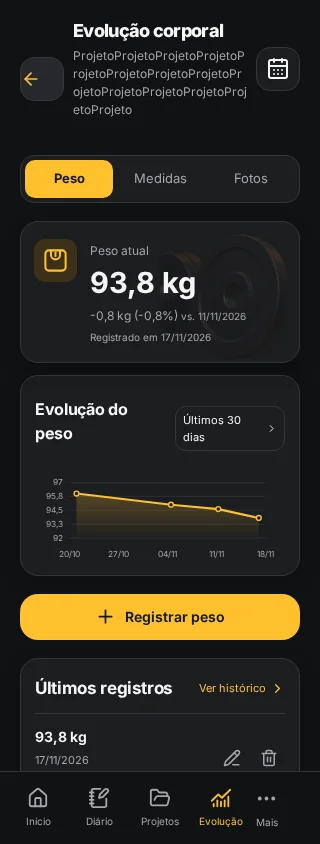 Evolução corporal
ProjetoProjetoProjetoProjetoP
rojetoProjetoProjetoProjetoPr
ojetoProjetoProjetoProjetoProj
etoProjeto
Peso
Medidas
Fotos
Peso atual
93,8 kg
-0,8 kg (-0,8%) vs. 11/11/2026
Registrado em 17/11/2026
Evolução do
peso
Últimos 30
dias
97
95,8
94,5
93,3
92
20/10 27/10 04/11 11/11 18/11
Registrar peso
Últimos registros
Ver histórico
93,8 kg
17/11/2026
Início Diário Projetos Evolução Mais